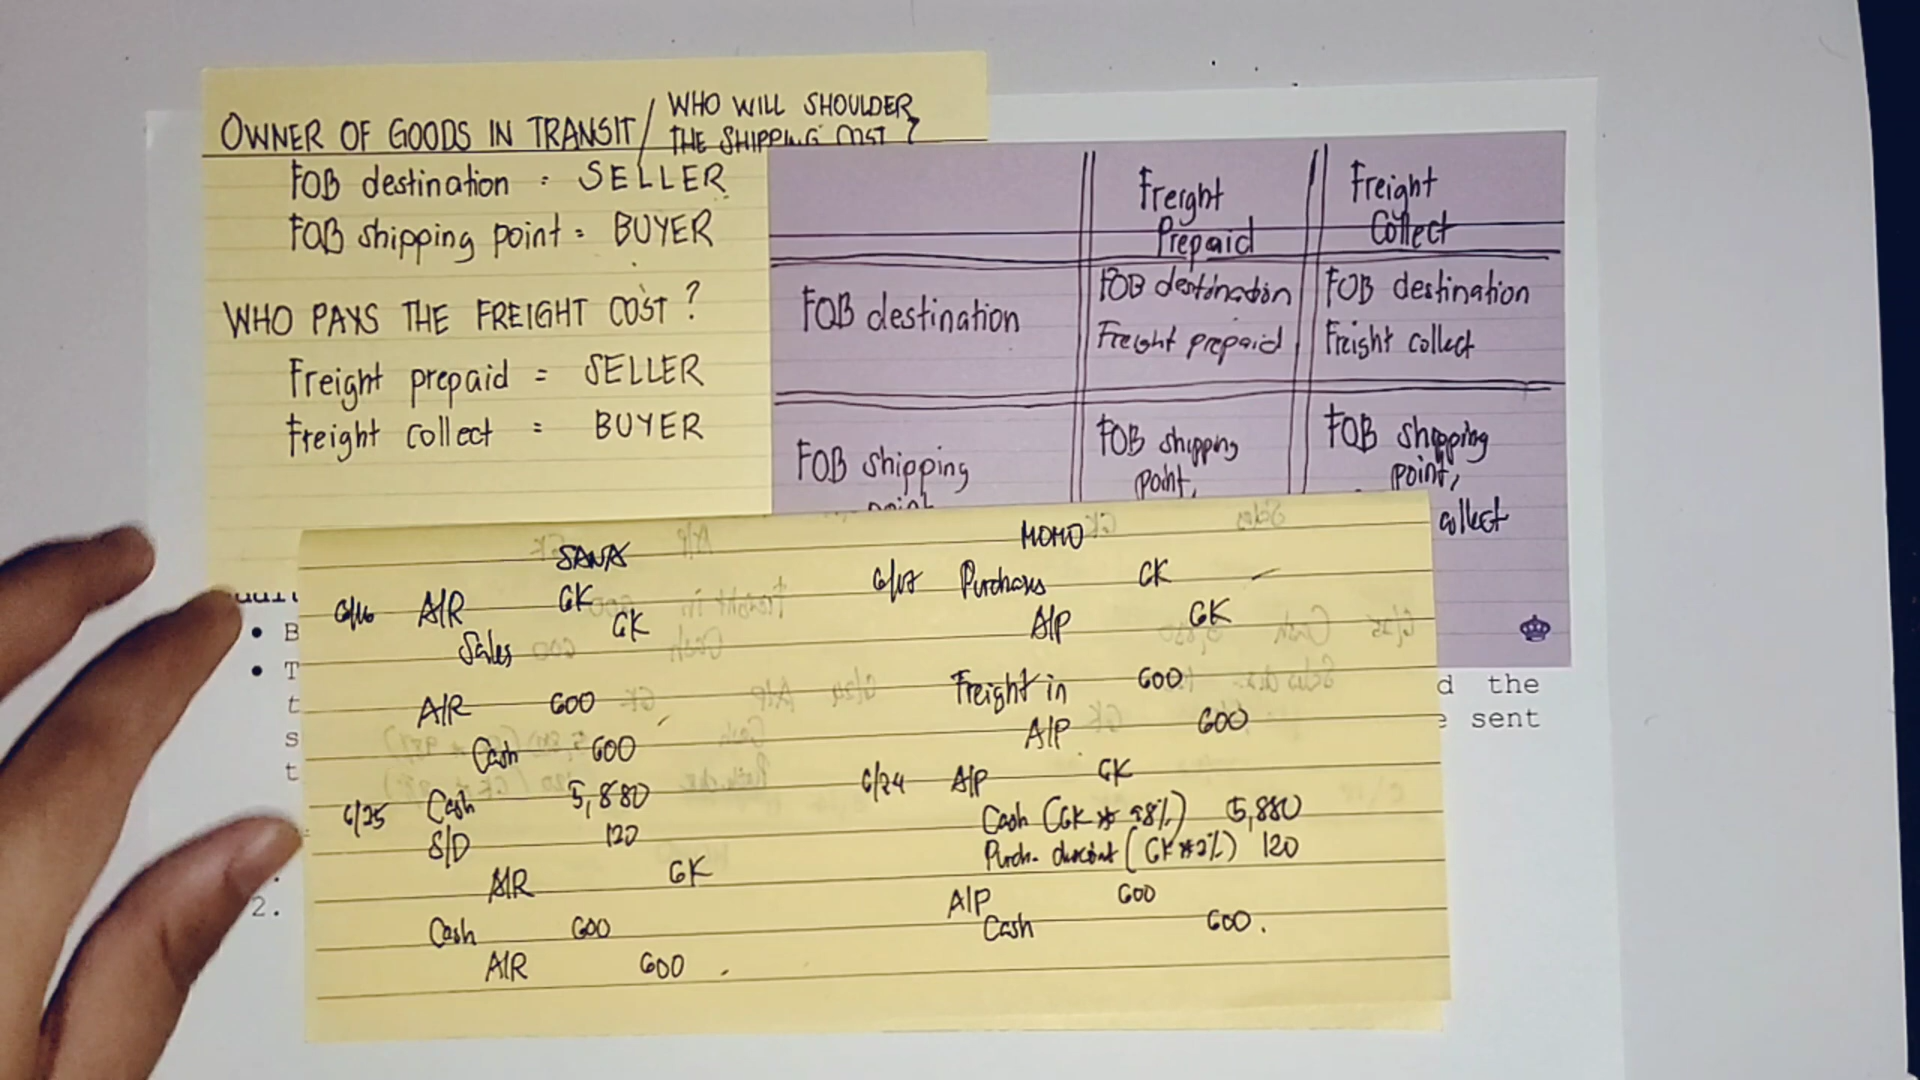 OWNER OF GOODS IN TRANSIT / WHO WILL SHOULDER
THE SHIPPING COST?
FOB destination = SELLER
FOB shipping point = BUYER
WHO PAYS THE FREIGHT COST?
Freight prepaid = SELLER
Freight collect = BUYER
Freight Prepaid
Freight Collect
FOB destination
FOB destination
Freight prepaid
FOB destination
Freight collect
FOB shipping
point
FOB shipping
point,
FOB shipping
point,
collect
SANA
6/16 A/R 6K
Sales 6K
A/R 600
Cash 600
6/25 Cash 5,880
S/D 120
A/R 6K
Cash 600
A/R 600
MOMO
Purchases 6K
A/P 6K
Freight in 600
A/P 600
6/24 A/P 6K
Cash (6K * 98%) 5,880
Purch. discount (6K * 2%) 120
A/P 600
Cash 600.
B
T
t
s
t
2.
d the
e sent